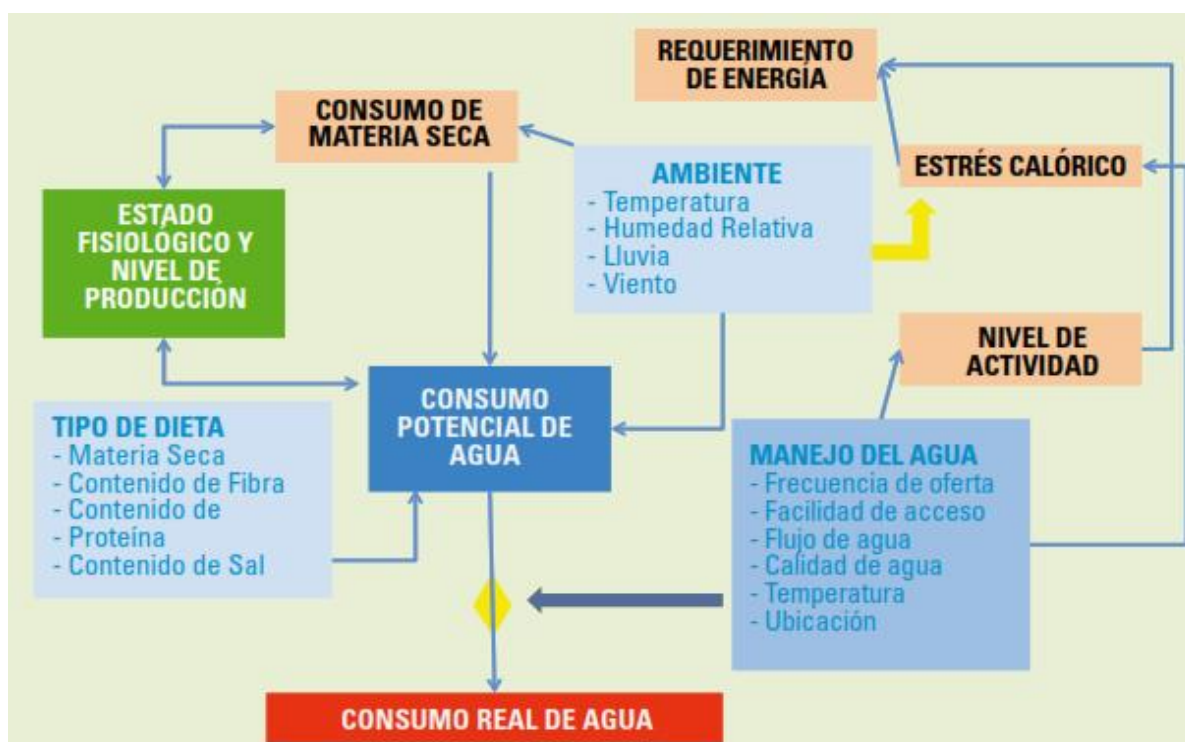 REQUERIMIENTO
DE ENERGÍA
CONSUMO DE
MATERIA SECA
AMBIENTE
- Temperatura
- Humedad Relativa
- Lluvia
- Viento
ESTRÉS CALÓRICO
ESTADO
FISIOLÓGICO Y
NIVEL DE
PRODUCCIÓN
NIVEL DE
ACTIVIDAD
CONSUMO
POTENCIAL DE
AGUA
TIPO DE DIETA
- Materia Seca
- Contenido de Fibra
- Contenido de
- Proteína
- Contenido de Sal
MANEJO DEL AGUA
- Frecuencia de oferta
- Facilidad de acceso
- Flujo de agua
- Calidad de agua
- Temperatura
- Ubicación
CONSUMO REAL DE AGUA